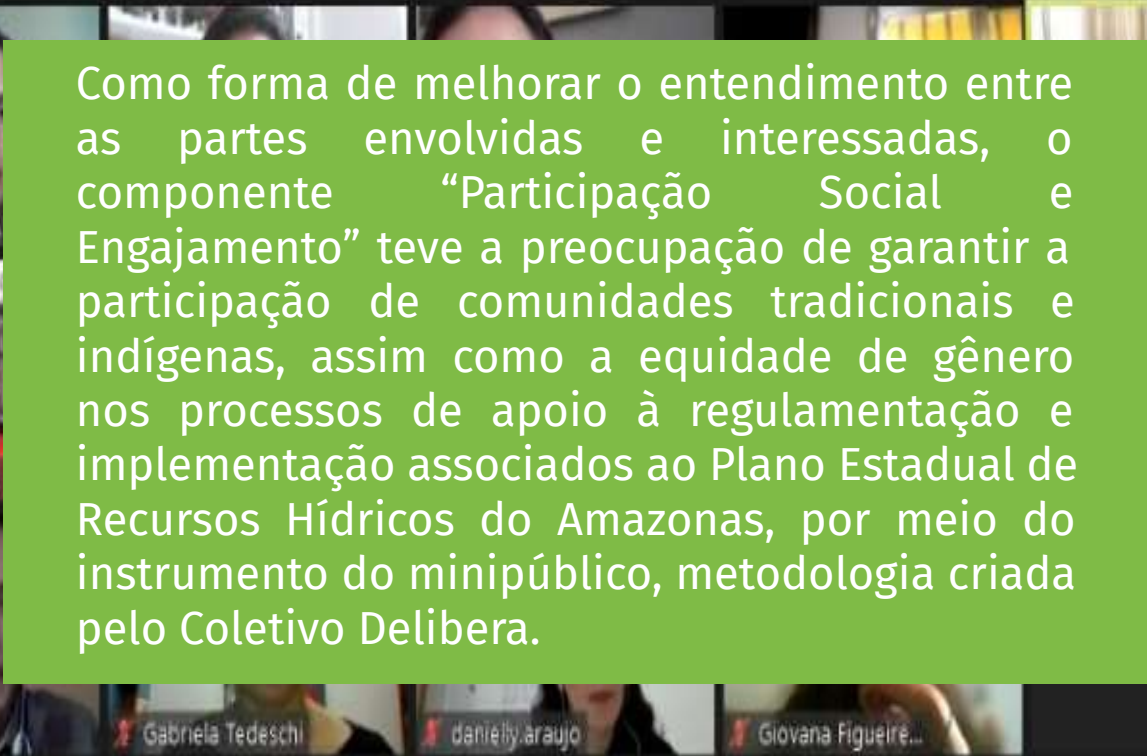 Como forma de melhorar o entendimento entre
as partes envolvidas e interessadas, o
componente “Participação Social e
Engajamento” teve a preocupação de garantir a
participação de comunidades tradicionais e
indígenas, assim como a equidade de gênero
nos processos de apoio à regulamentação e
implementação associados ao Plano Estadual de
Recursos Hídricos do Amazonas, por meio do
instrumento do minipúblico, metodologia criada
pelo Coletivo Delibera.
Gabriela Tedeschi
danielly.araujo
Giovana Figueire...